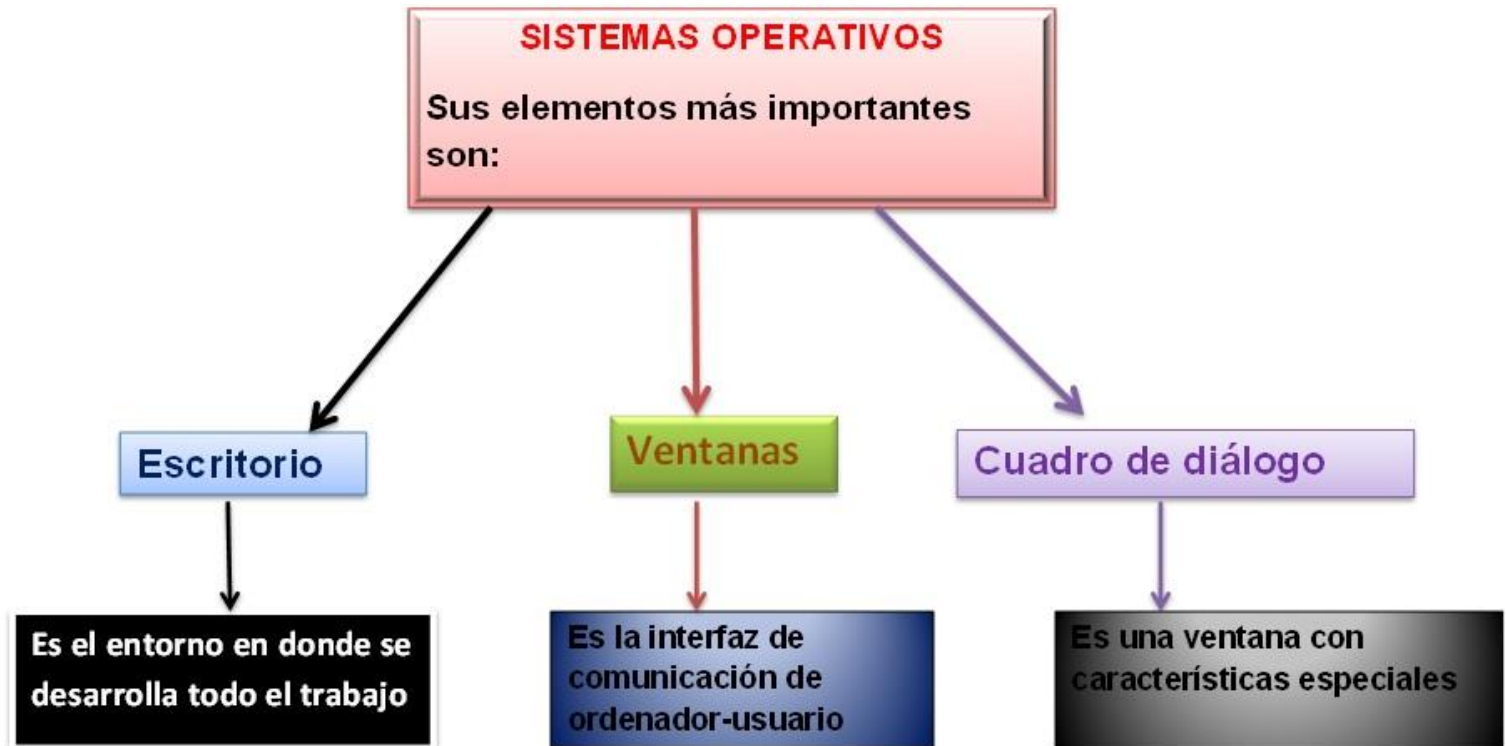 SISTEMAS OPERATIVOS
Sus elementos más importantes
son:
Escritorio
Ventanas
Cuadro de diálogo
Es el entorno en donde se
desarrolla todo el trabajo
Es la interfaz de
comunicación de
ordenador-usuario
Es una ventana con
características especiales